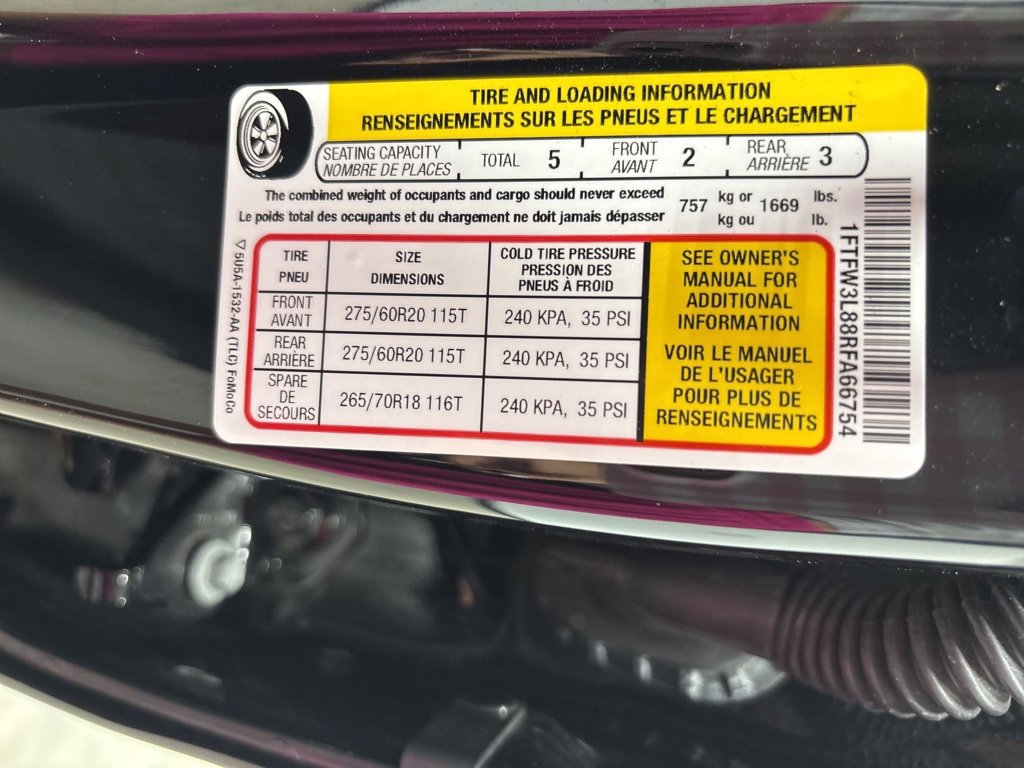 TIRE AND LOADING INFORMATION
RENSEIGNEMENTS SUR LES PNEUS ET LE CHARGEMENT
SEATING CAPACITY TOTAL 5 FRONT 2 REAR 3
NOMBRE DE PLACES AVANT ARRIÈRE
The combined weight of occupants and cargo should never exceed 757 kg or 1669 lbs.
Le poids total des occupants et du chargement ne doit jamais dépasser kg ou lb.
TIRE SIZE COLD TIRE PRESSURE
PNEU DIMENSIONS PRESSION DES
PNEUS À FROID
FRONT
AVANT 275/60R20 115T 240 KPA, 35 PSI
REAR
ARRIÈRE 275/60R20 115T 240 KPA, 35 PSI
SPARE
DE
SECOURS 265/70R18 116T 240 KPA, 35 PSI
SEE OWNER'S
MANUAL FOR
ADDITIONAL
INFORMATION
VOIR LE MANUEL
DE L'USAGER
POUR PLUS DE
RENSEIGNEMENTS
5U5A-1532-AA (TLC) FoMoCo
1FTFW3L88RFA66754